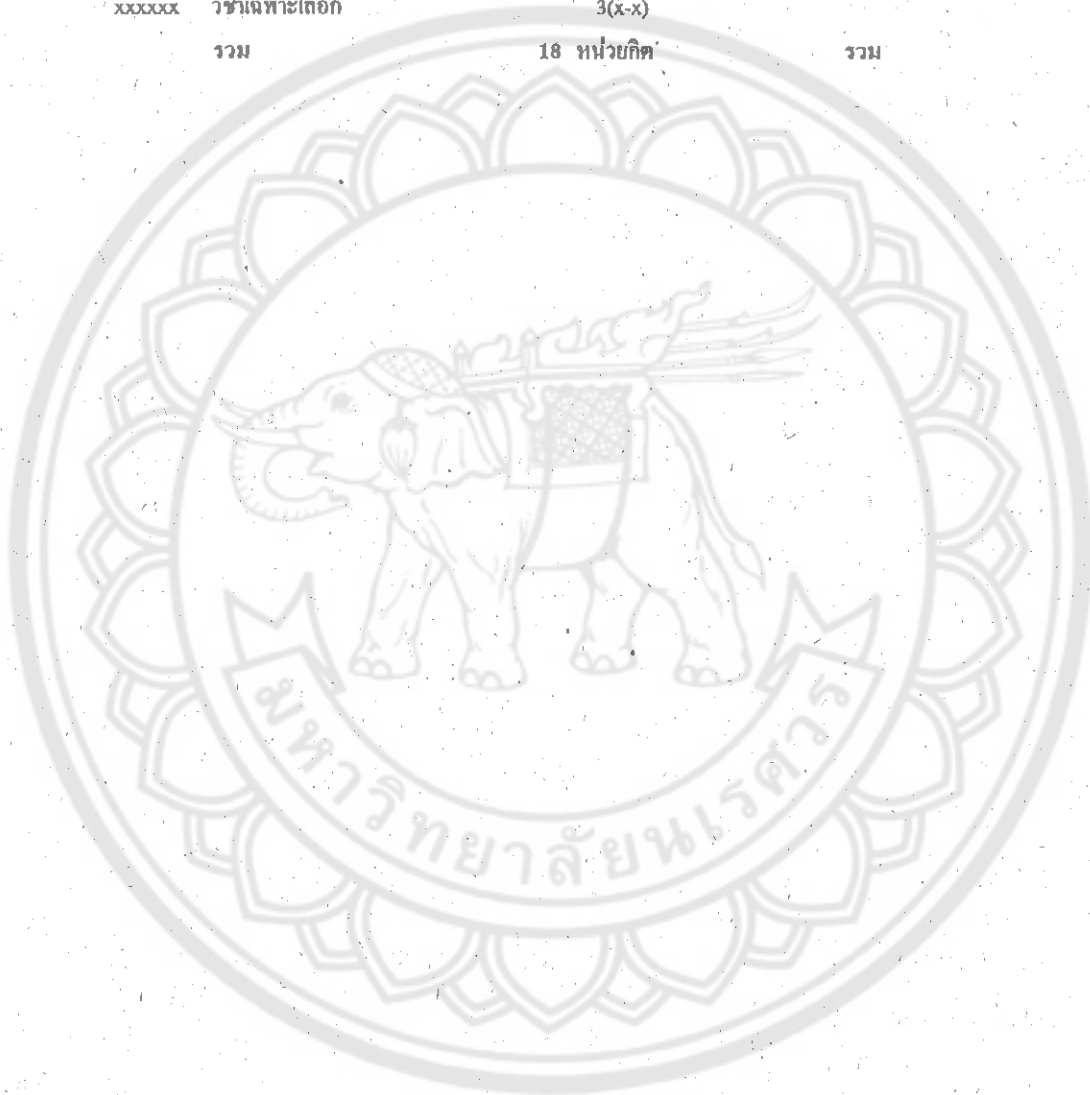 xxxxxx วิชาเฉพาะเลือก 3(x-x)
รวม 18 หน่วยกิต รวม
มหาวิทยาลัยนเรศวร